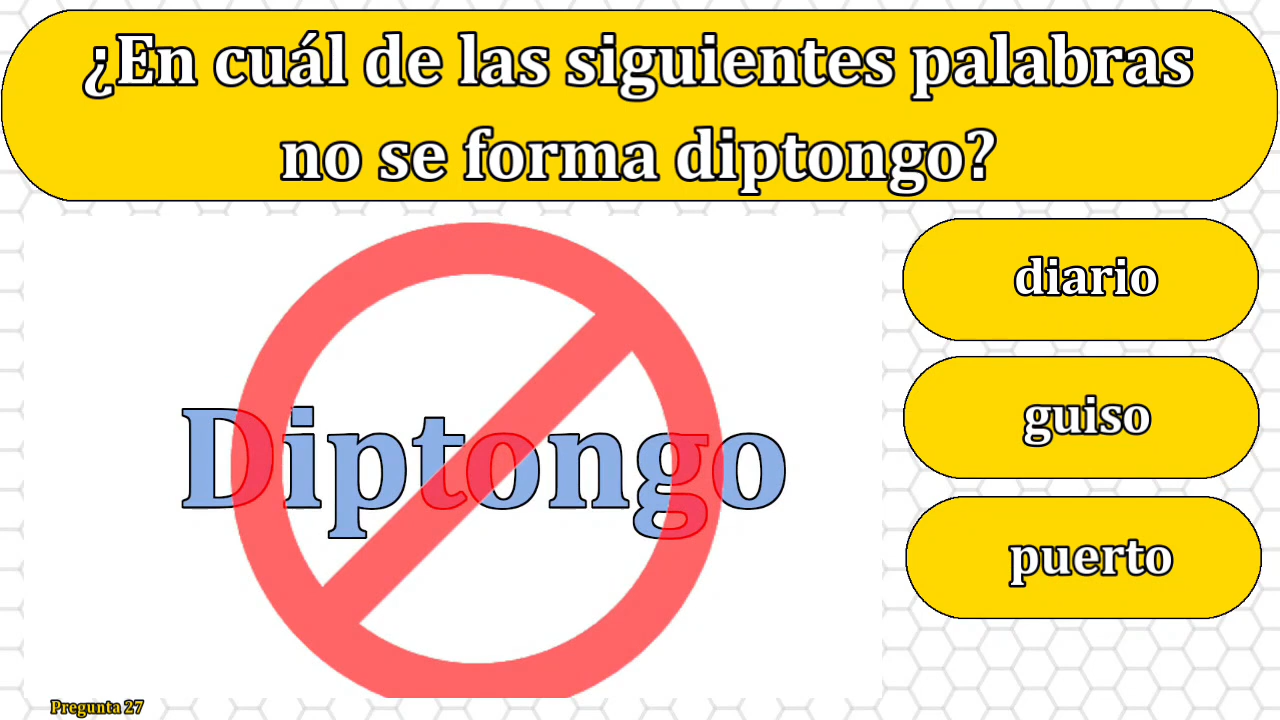 ¿En cuál de las siguientes palabras
no se forma diptongo?
Diptongo
diario
guiso
puerto
Pregunta 27